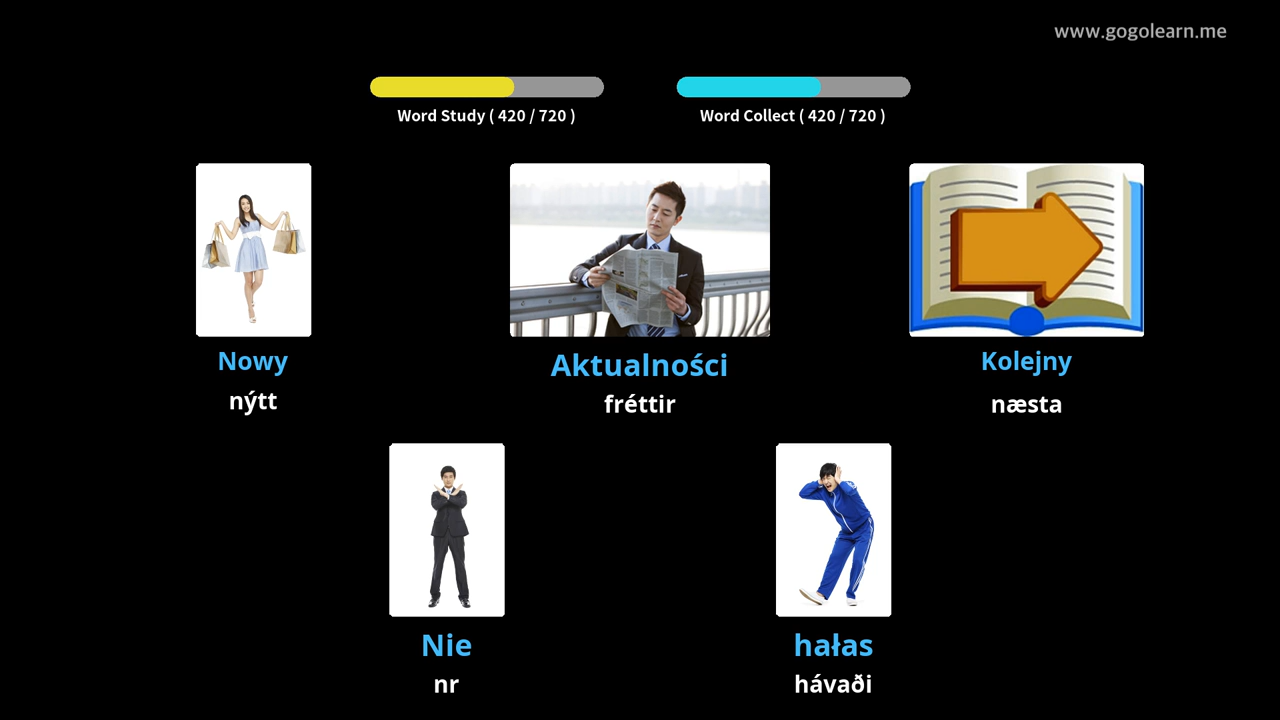 www.gogolearn.me
Word Study ( 420 / 720 )
Word Collect ( 420 / 720 )
Nowy
nýtt
Aktualności
fréttir
Kolejny
næsta
Nie
nr
hałas
hávaði